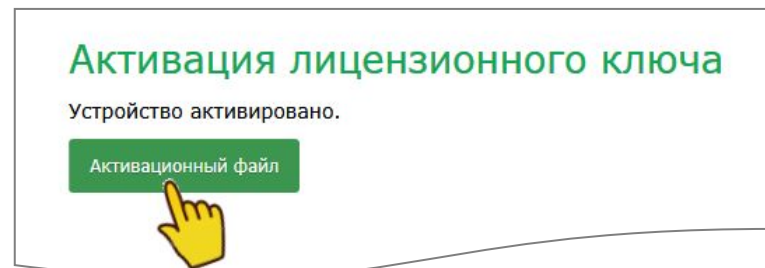 Активация лицензионного ключа
Устройство активировано.
Активационный файл